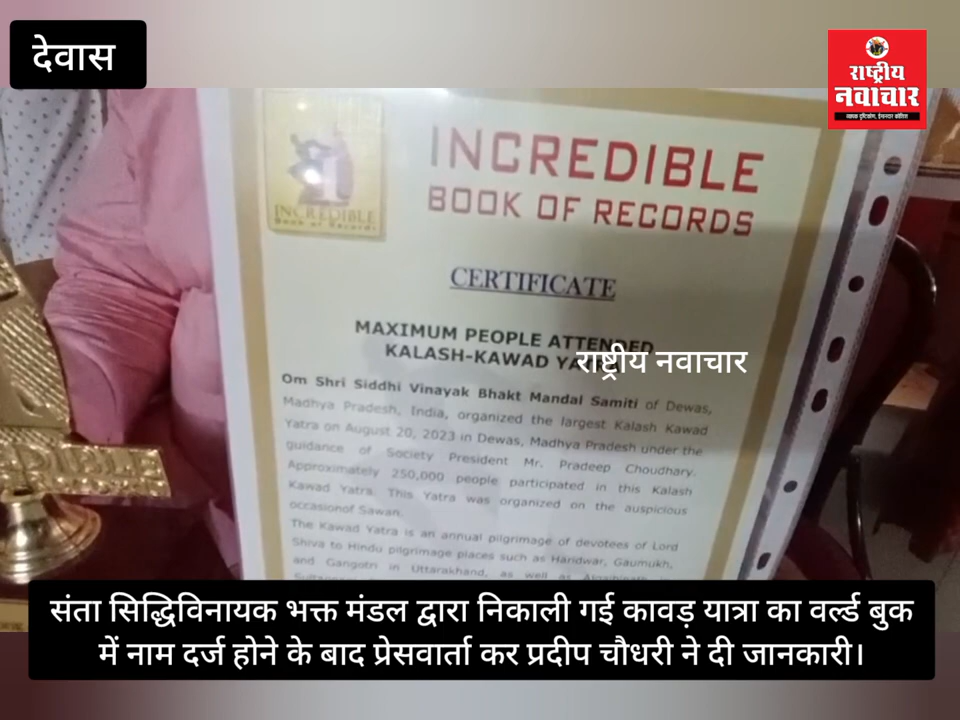 देवास
राष्ट्रीय
नवाचार
INCREDIBLE
Book of Records
INCREDIBLE
BOOK OF RECORDS
CERTIFICATE
MAXIMUM PEOPLE ATTENDED
KALASH-KAWAD
राष्ट्रीय नवाचार
Om Shri Siddhi Vinayak Bhakt Mandal Samiti of Dewas,
Madhya Pradesh, India, organized the largest Kalash Kawad
Yatra on August 20, 2023 in Dewas, Madhya Pradesh under the
guidance of Society President Mr. Pradeep Choudhary.
Approximately 250,000 people participated in this Kalash
Kawad Yatra. This Yatra was organized on the auspicious
occasionof Sawan.
The Kawad Yatra is an annual pilgrimage of devotees of Lord
Shiva to Hindu pilgrimage places such as Haridwar, Gaumukh,
and Gangotri in Uttarakhand, as well as
संता सिद्धिविनायक भक्त मंडल द्वारा निकाली गई कावड़ यात्रा का वर्ल्ड बुक
में नाम दर्ज होने के बाद प्रेसवार्ता कर प्रदीप चौधरी ने दी जानकारी।